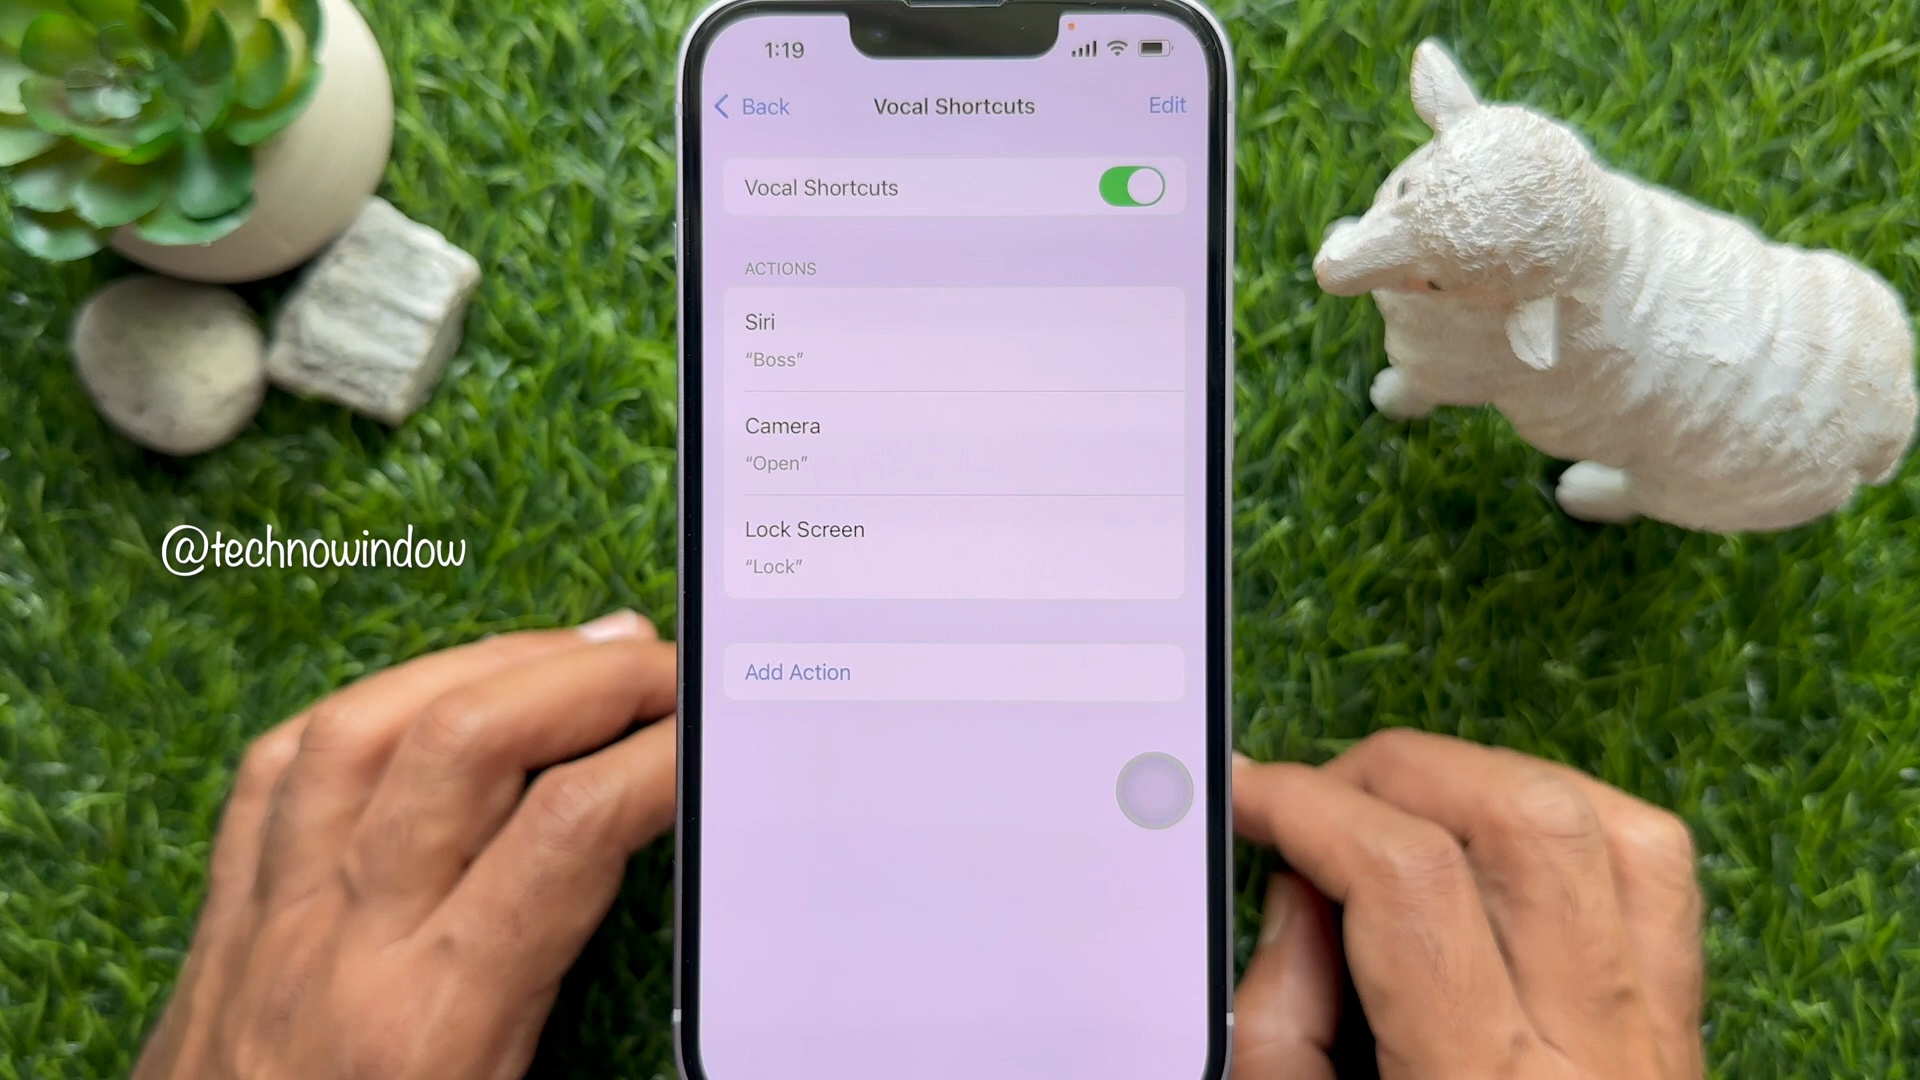 1:19
Back
Vocal Shortcuts
Edit
Vocal Shortcuts
ACTIONS
Siri
“Boss”
Camera
“Open”
Lock Screen
“Lock”
Add Action
@technowindow